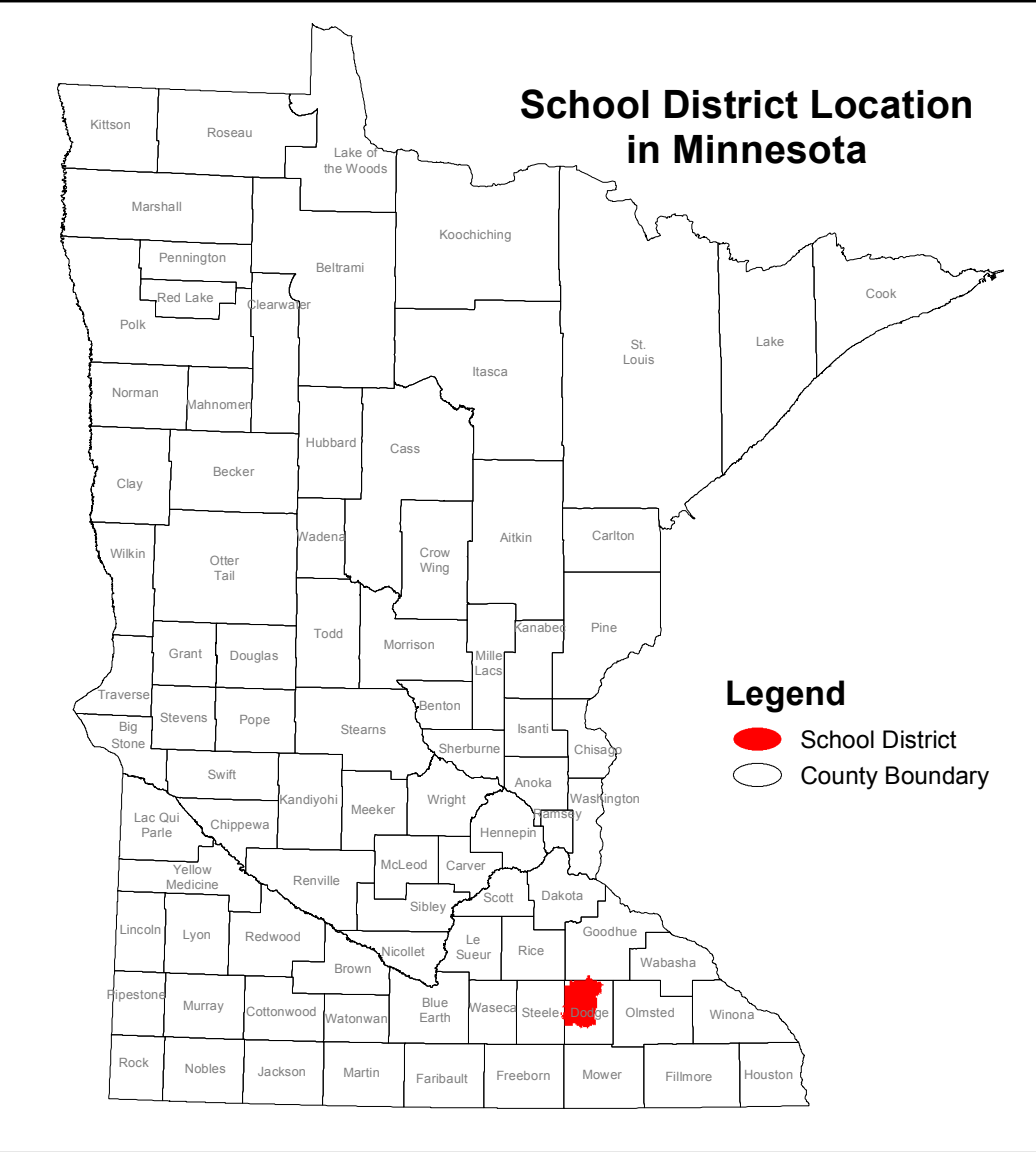 School District Location
in Minnesota
Kittson
Roseau
Lake of
the Woods
Marshall
Koochiching
Pennington
Beltrami
Red Lake
Clearwater
Cook
Polk
St.
Louis
Lake
Itasca
Norman
Mahnomen
Hubbard
Cass
Becker
Clay
Wadena
Aitkin
Carlton
Wilkin
Otter
Tail
Crow
Wing
Todd
Kanabec
Pine
Morrison
Grant
Douglas
Mille
Lacs
Traverse
Benton
Stevens
Pope
Stearns
Isanti
Big
Stone
Sherburne
Chisago
Swift
Anoka
Kandiyohi
Meeker
Wright
Washington
Ramsey
Lac Qui
Parle
Chippewa
Hennepin
McLeod
Carver
Yellow
Medicine
Renville
Scott
Dakota
Sibley
Lincoln
Lyon
Redwood
Nicollet
Le
Sueur
Rice
Goodhue
Brown
Wabasha
Pipestone
Murray
Cottonwood
Watonwan
Blue
Earth
Waseca
Steele
Dodge
Olmsted
Winona
Rock
Nobles
Jackson
Martin
Faribault
Freeborn
Mower
Fillmore
Houston
Legend
School District
County Boundary